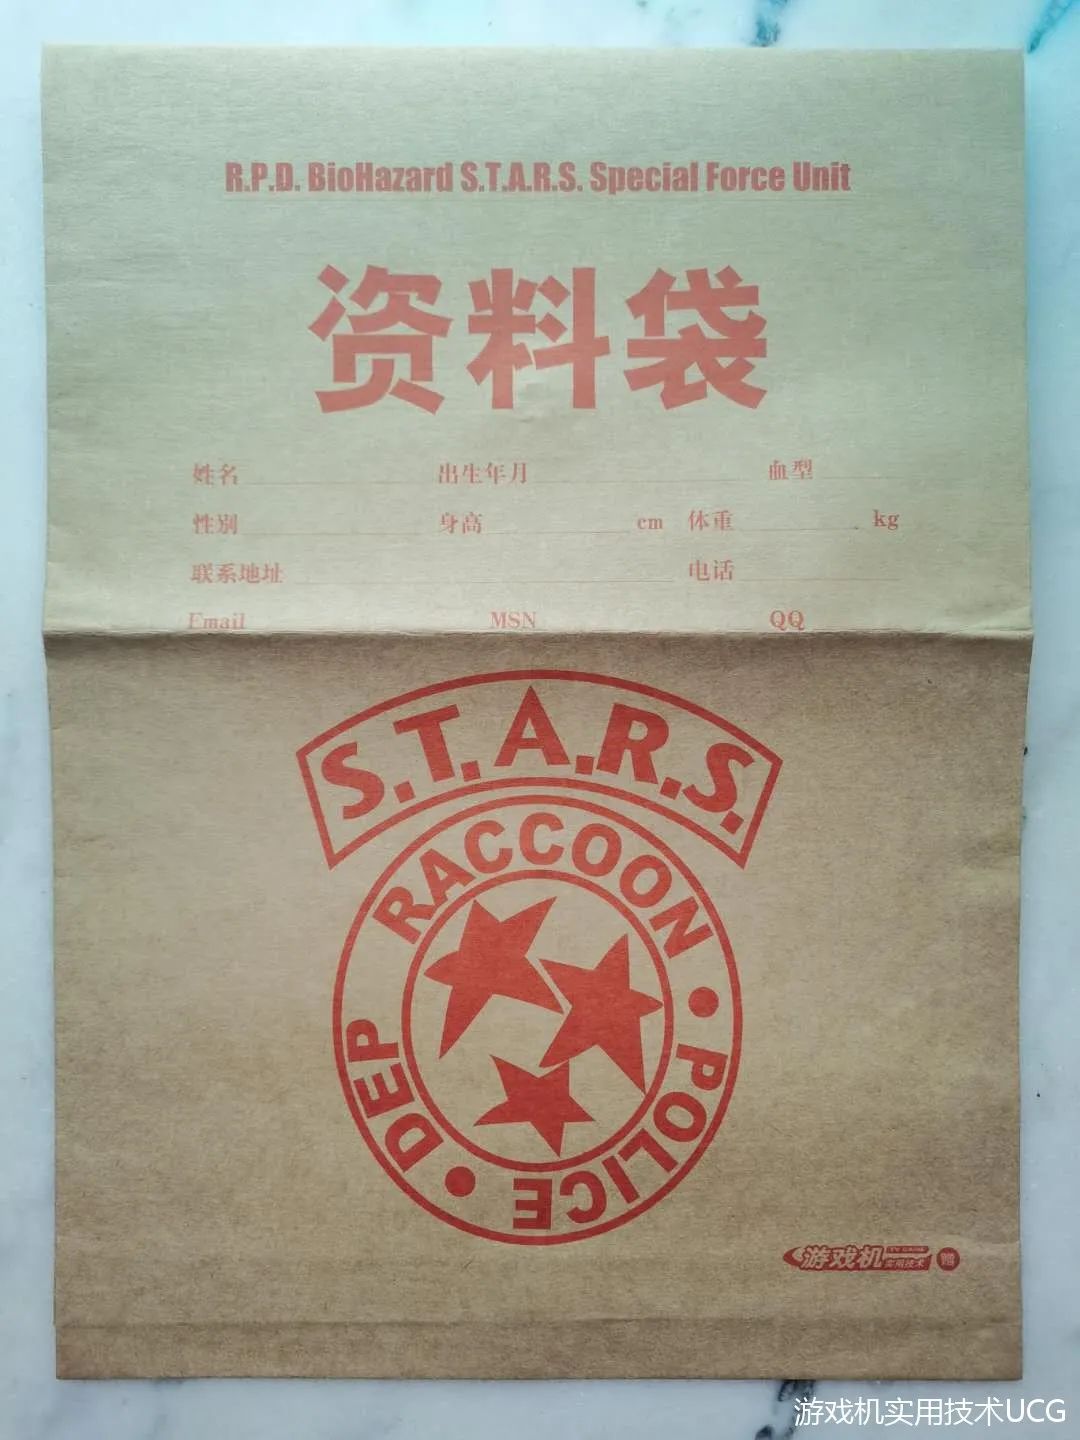 R.P.D. BioHazard S.T.A.R.S. Special Force Unit
资料袋
姓名 出生年月 血型
性别 身高 cm 体重 kg
联系地址 电话
Email MSN QQ
S.T.A.R.S.
RACCOON • POLICE • DEP
游戏机 实用技术 赠
游戏机实用技术UCG